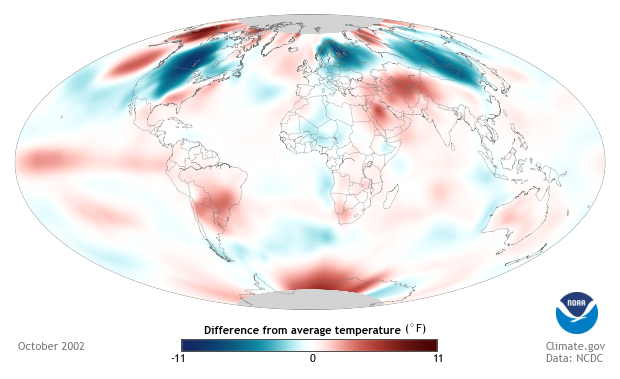 NOAA
Difference from average temperature (°F)
October 2002
-11 0 11
Climate.gov
Data: NCDC